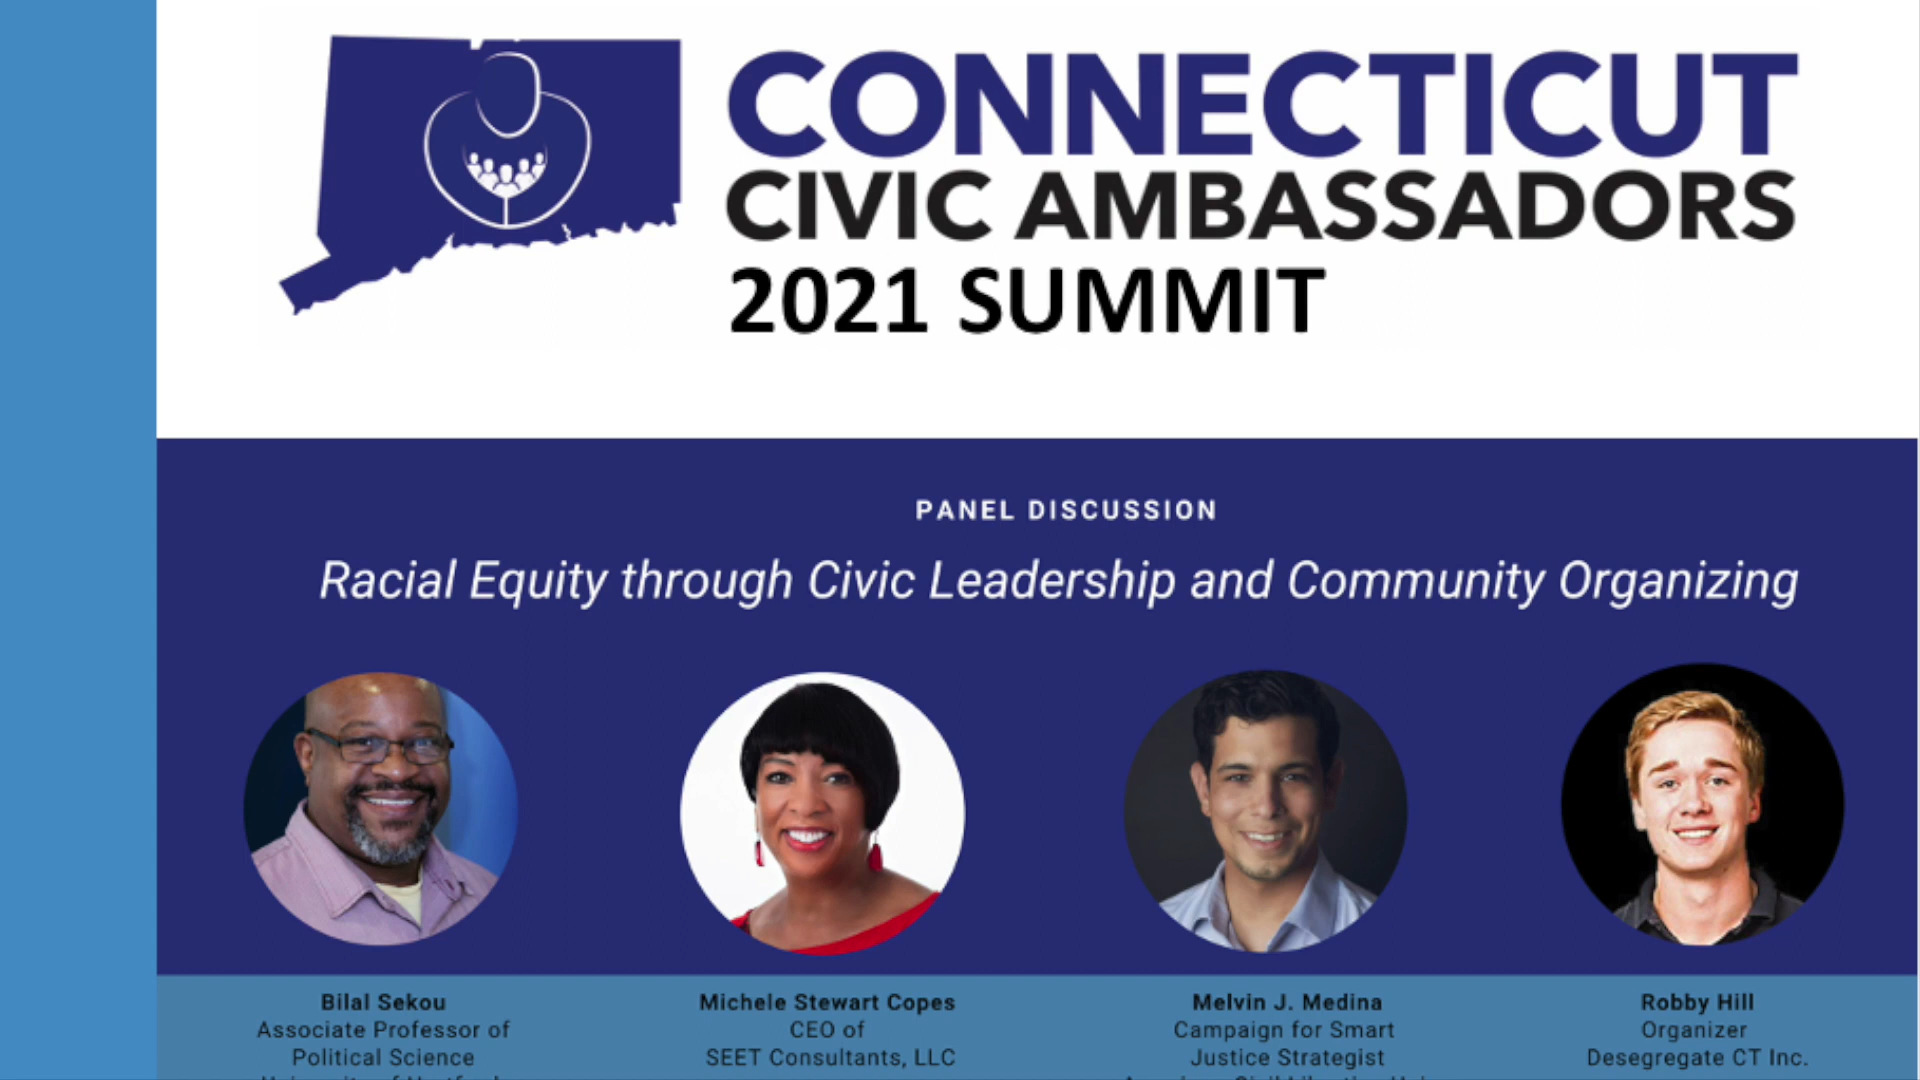 CONNECTICUT
CIVIC AMBASSADORS
2021 SUMMIT
PANEL DISCUSSION
Racial Equity through Civic Leadership and Community Organizing
Bilal Sekou
Associate Professor of
Political Science
Michele Stewart Copes
CEO of
SEET Consultants, LLC
Melvin J. Medina
Campaign for Smart
Justice Strategist
Robby Hill
Organizer
Desegregate CT Inc.